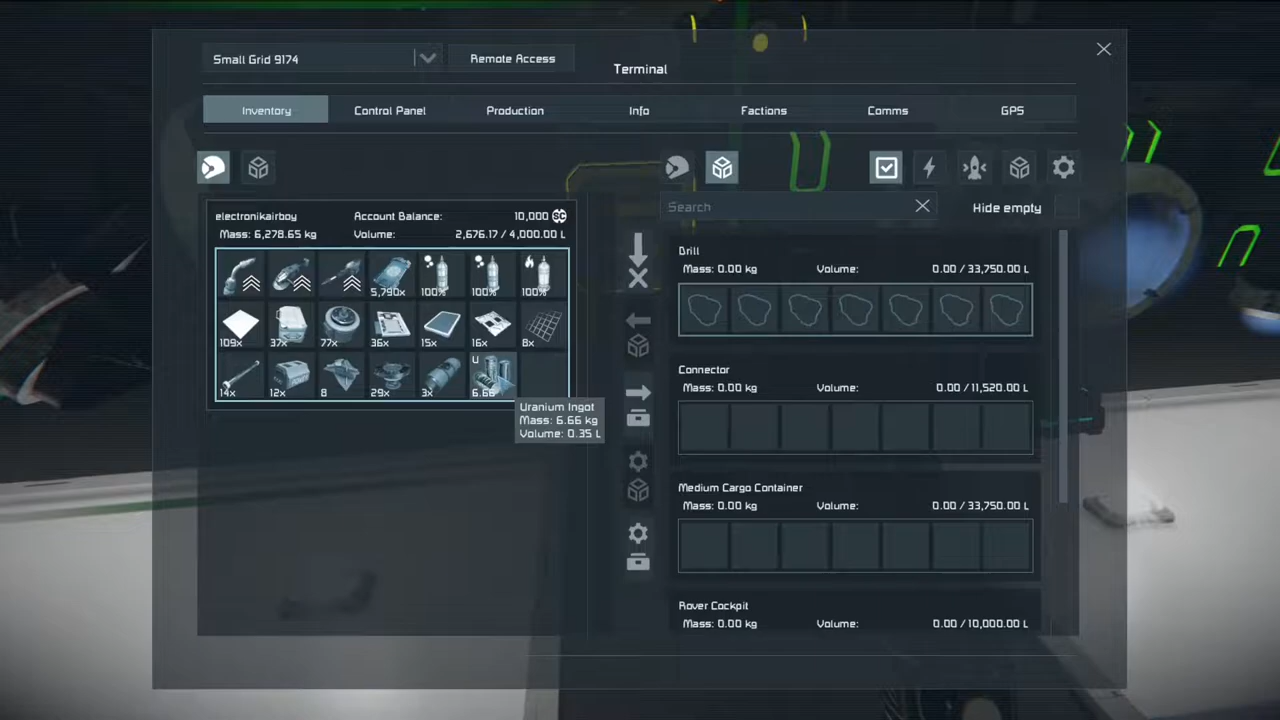 Small Grid 9174
Remote Access
Terminal
Inventory
Control Panel
Production
Info
Factions
Comms
GPS
electronikairboy
Account Balance: 10,000 SC
Mass: 6,278.65 kg Volume: 2,676.17 / 4,000.00 L
5,790x 100% 100% 100%
109x 37x 77x 36x 15x 16x 8x
U
14x 12x 8 29x 3x 6.66
Uranium Ingot
Mass: 6.66 kg
Volume: 0.35 L
Search
Hide empty
Drill
Mass: 0.00 kg Volume: 0.00 / 33,750.00 L
Connector
Mass: 0.00 kg Volume: 0.00 / 11,520.00 L
Medium Cargo Container
Mass: 0.00 kg Volume: 0.00 / 33,750.00 L
Rover Cockpit
Mass: 0.00 kg Volume: 0.00 / 10,000.00 L